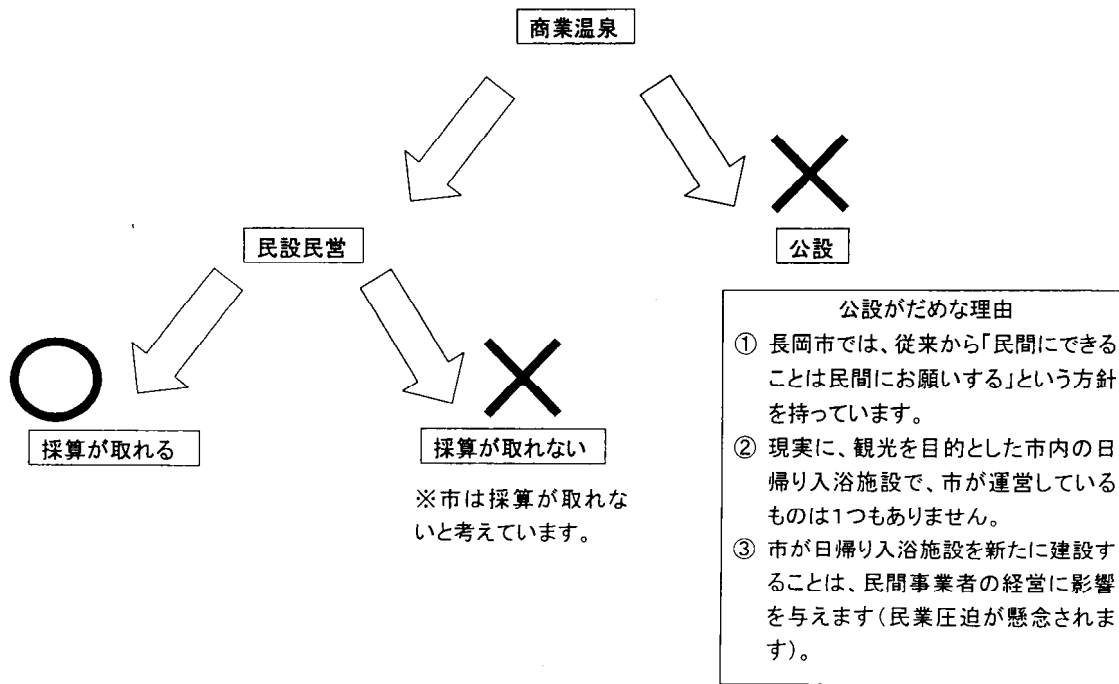 商業温泉
民設民営
公設
採算が取れる
採算が取れない
※市は採算が取れな
いと考えています。
公設がだめな理由
① 長岡市では、従来から「民間にできる
ことは民間にお願いする」という方針
を持っています。
② 現実に、観光を目的とした市内の日
帰り入浴施設で、市が運営している
ものは1つもありません。
③ 市が日帰り入浴施設を新たに建設す
ることは、民間事業者の経営に影響
を与えます(民業圧迫が懸念されま
す)。